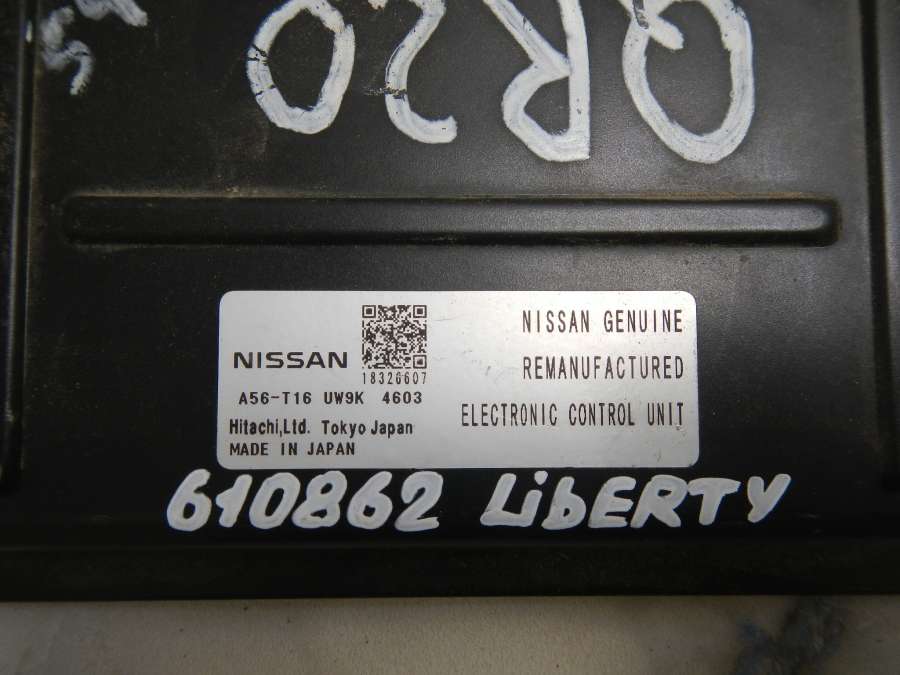 QR20
NISSAN
18326607
A56-T16 UW9K 4603
Hitachi,Ltd. Tokyo Japan
MADE IN JAPAN
NISSAN GENUINE
REMANUFACTURED
ELECTRONIC CONTROL UNIT
610862 LibERTY